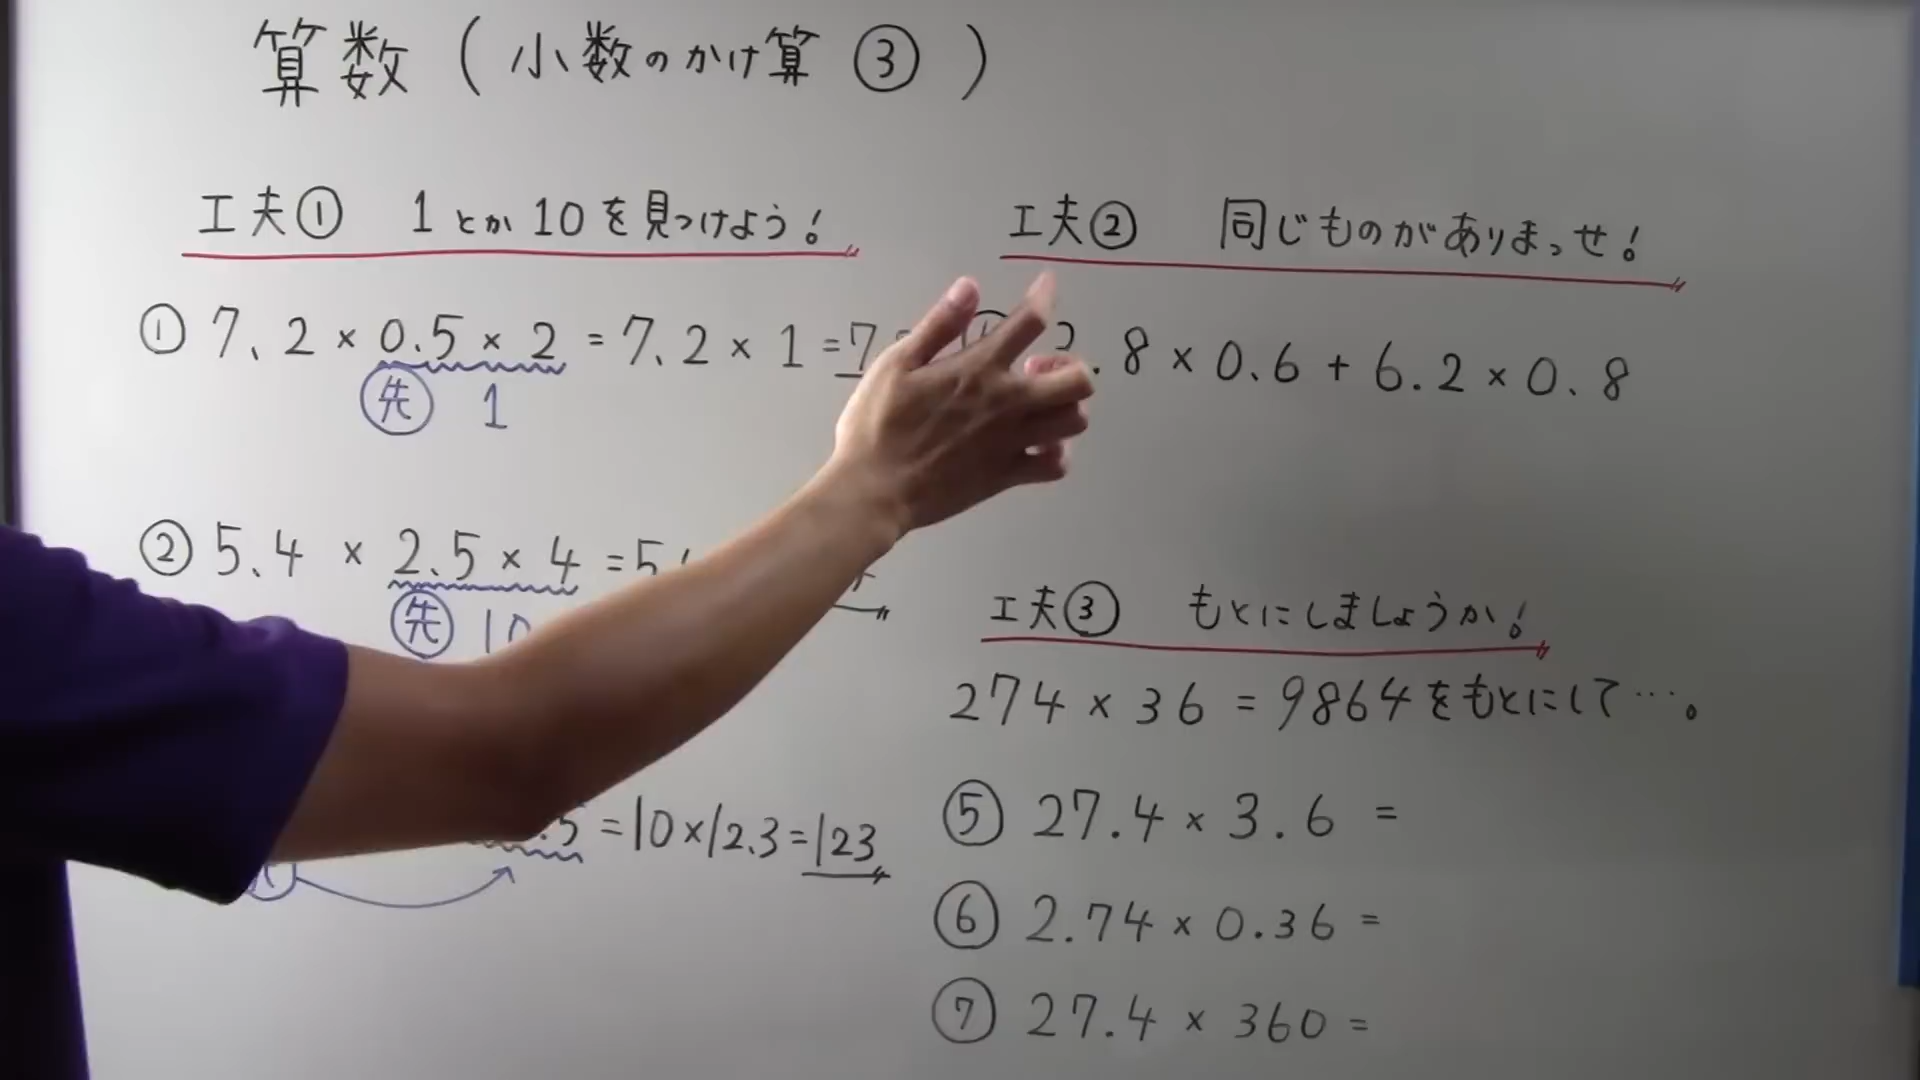 算数 ( 小数のかけ算 ③ )
工夫① 1とか10を見つけよう!
① 7.2 × 0.5 × 2 = 7.2 × 1 = 7.
先 1
② 5.4 × 2.5 × 4 = 5
先 10
.5 = 10×12.3 = 123
工夫② 同じものがありまっせ!
.8 × 0.6 + 6.2 × 0.8
工夫③ もとにしましょうか!
274 × 36 = 9864をもとにして…。
⑤ 27.4 × 3.6 =
⑥ 2.74 × 0.36 =
⑦ 27.4 × 360 =